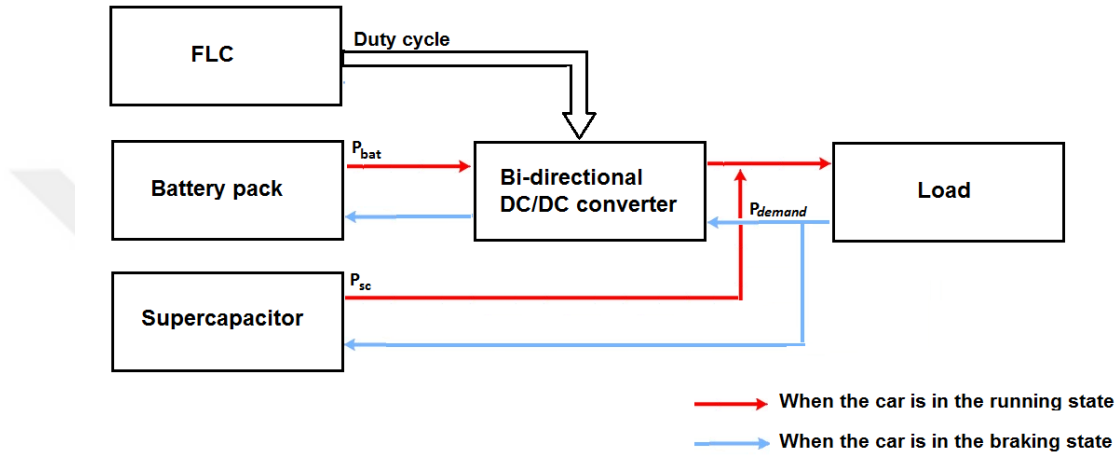 FLC
Duty cycle
Battery pack
Pbat
Bi-directional
DC/DC converter
Load
Pdemand
Supercapacitor
Psc
When the car is in the running state
When the car is in the braking state